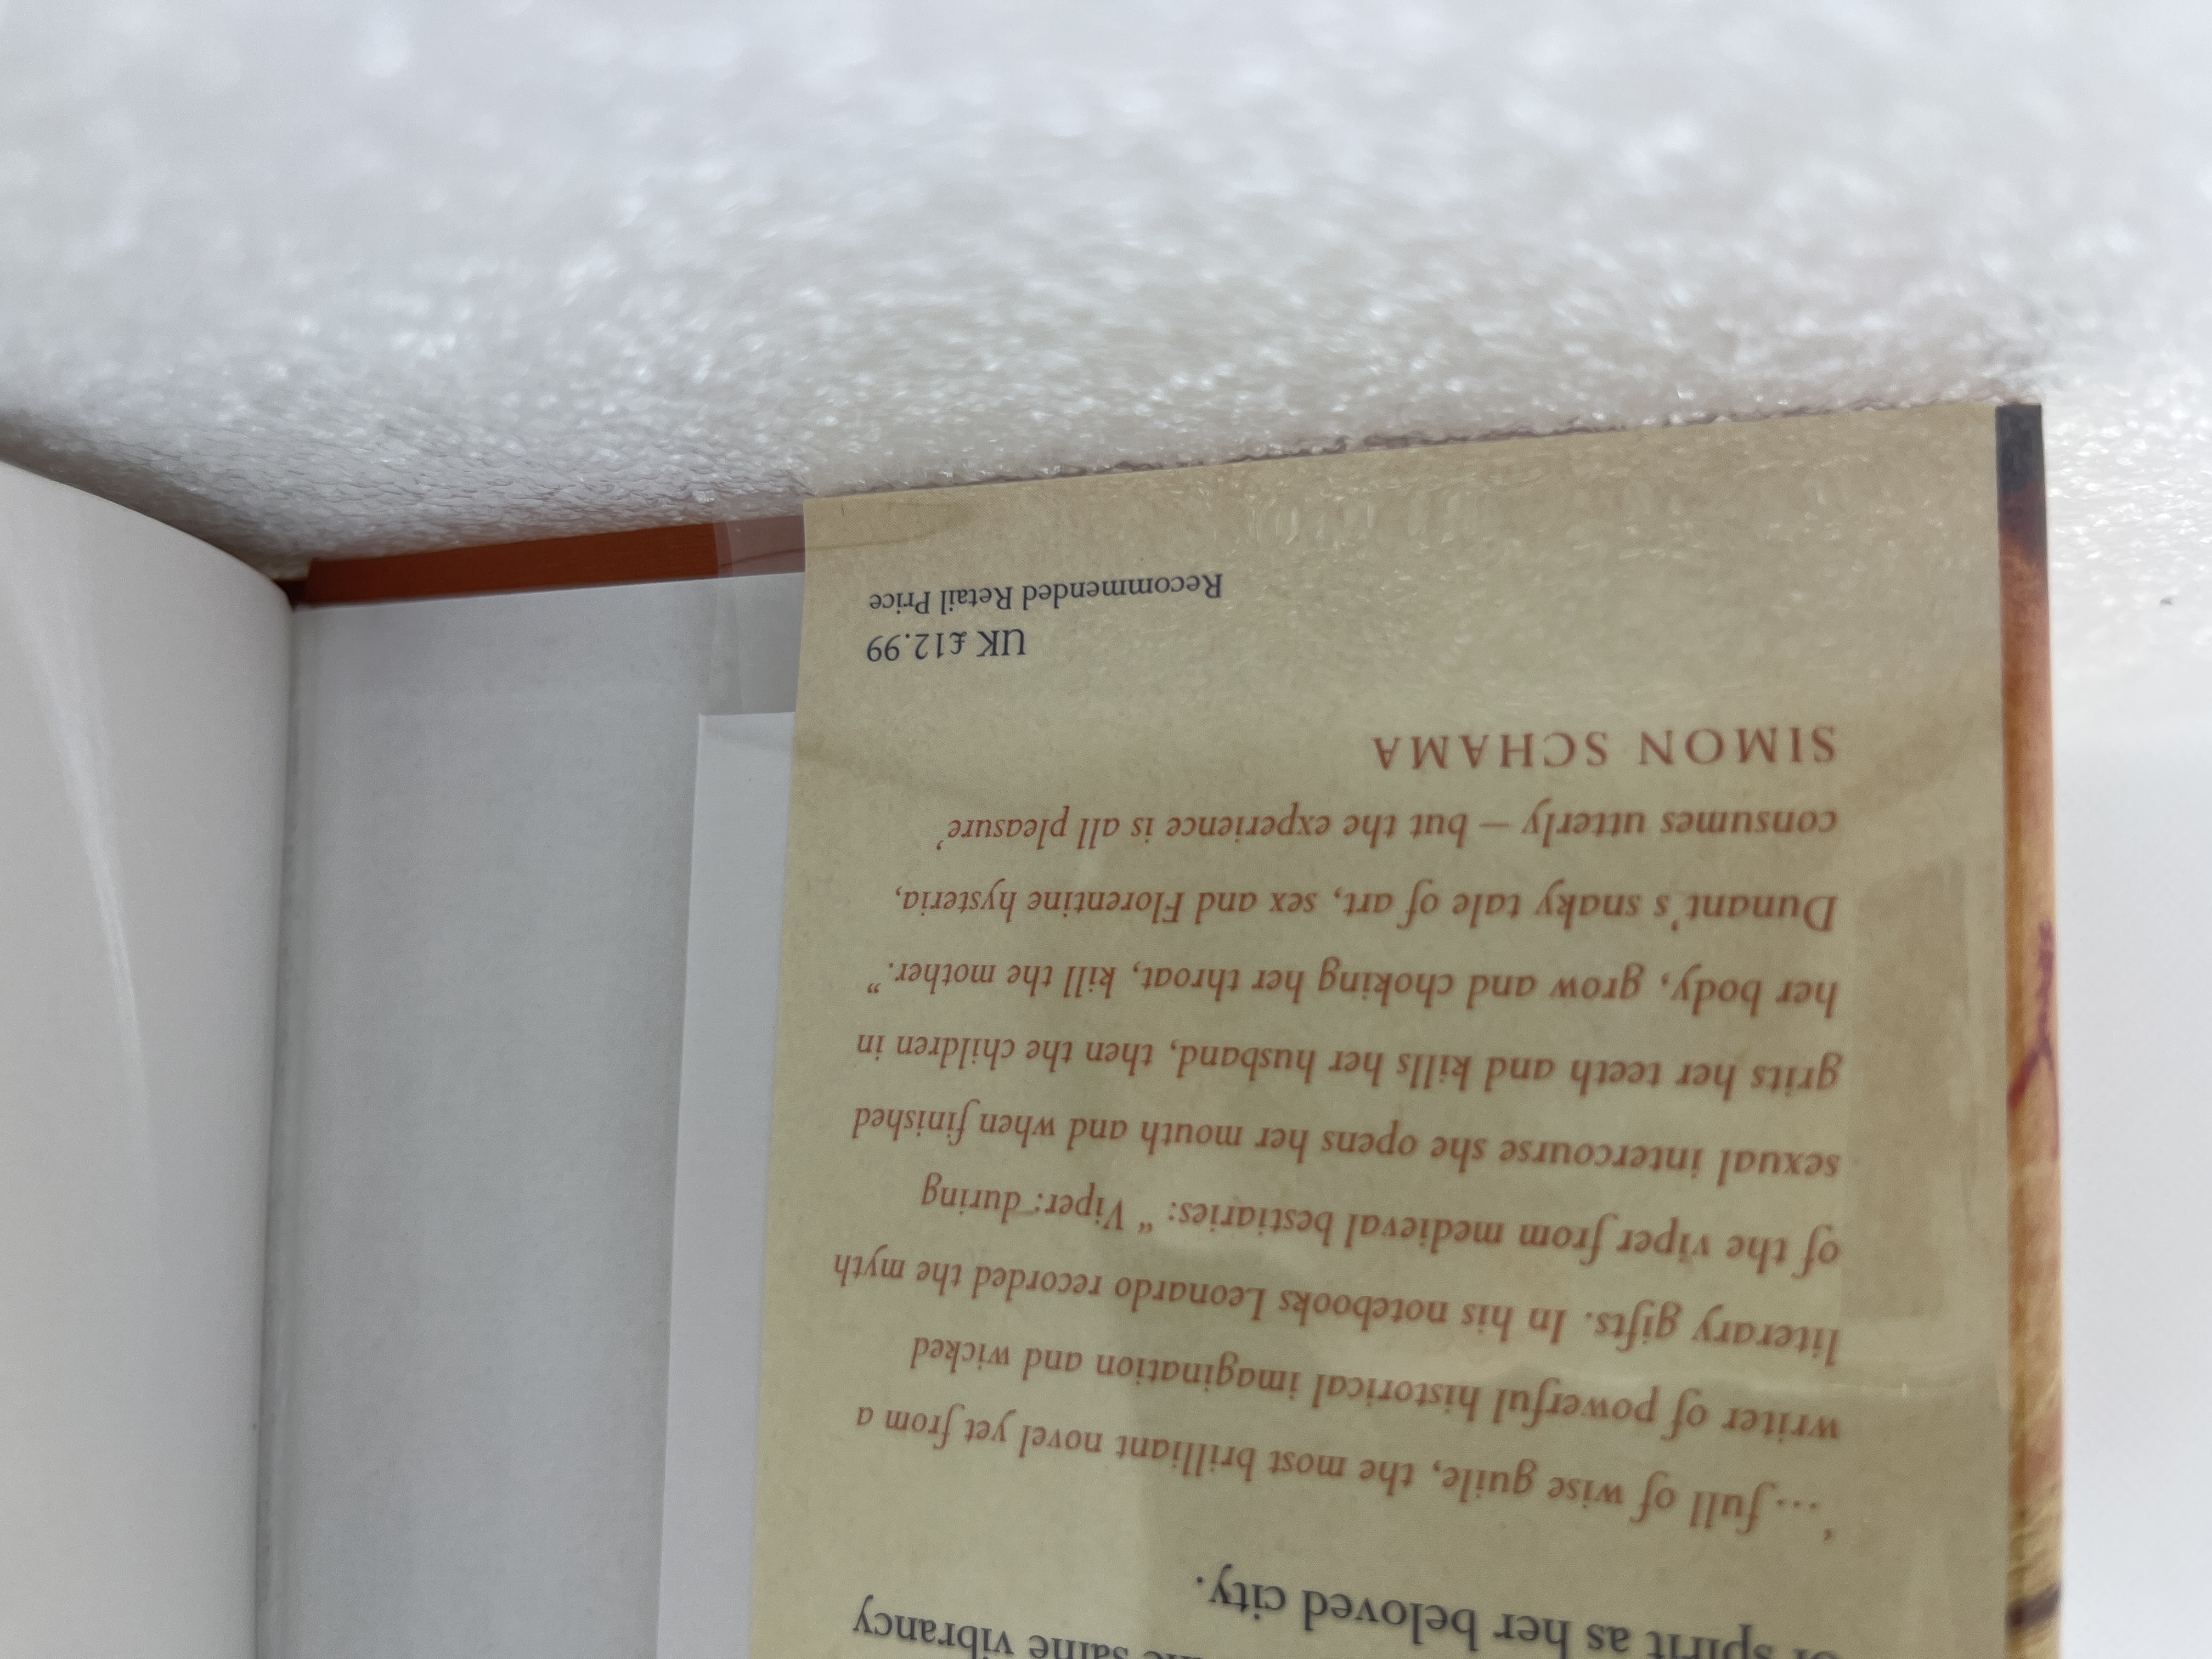 same vibrancy
of spirit as her beloved city.
‘…full of wise guile, the most brilliant novel yet from a
writer of powerful historical imagination and wicked
literary gifts. In his notebooks Leonardo recorded the myth
of the viper from medieval bestiaries: “Viper: during
sexual intercourse she opens her mouth and when finished
grits her teeth and kills her husband, then the children in
her body, grow and choking her throat, kill the mother.”
Dunant’s snaky tale of art, sex and Florentine hysteria,
consumes utterly – but the experience is all pleasure’
SIMON SCHAMA
UK £12.99
Recommended Retail Price